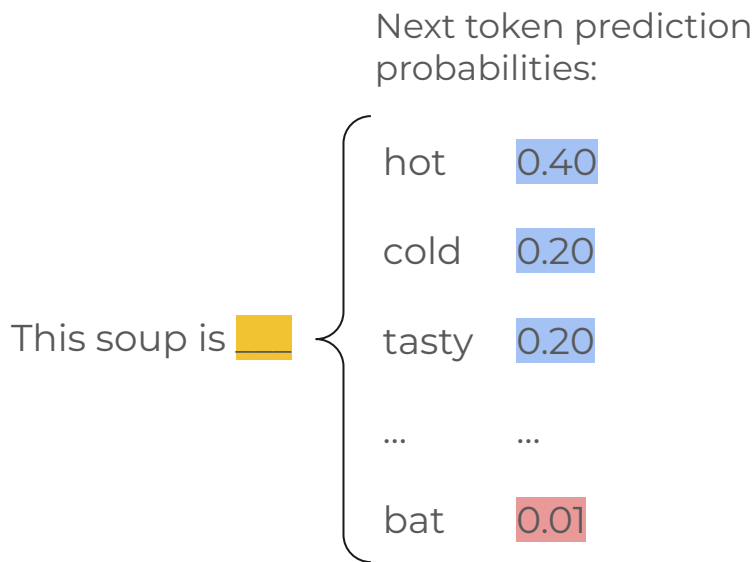 Next token prediction
probabilities:
hot 0.40
cold 0.20
This soup is ___
tasty 0.20
... ...
bat 0.01